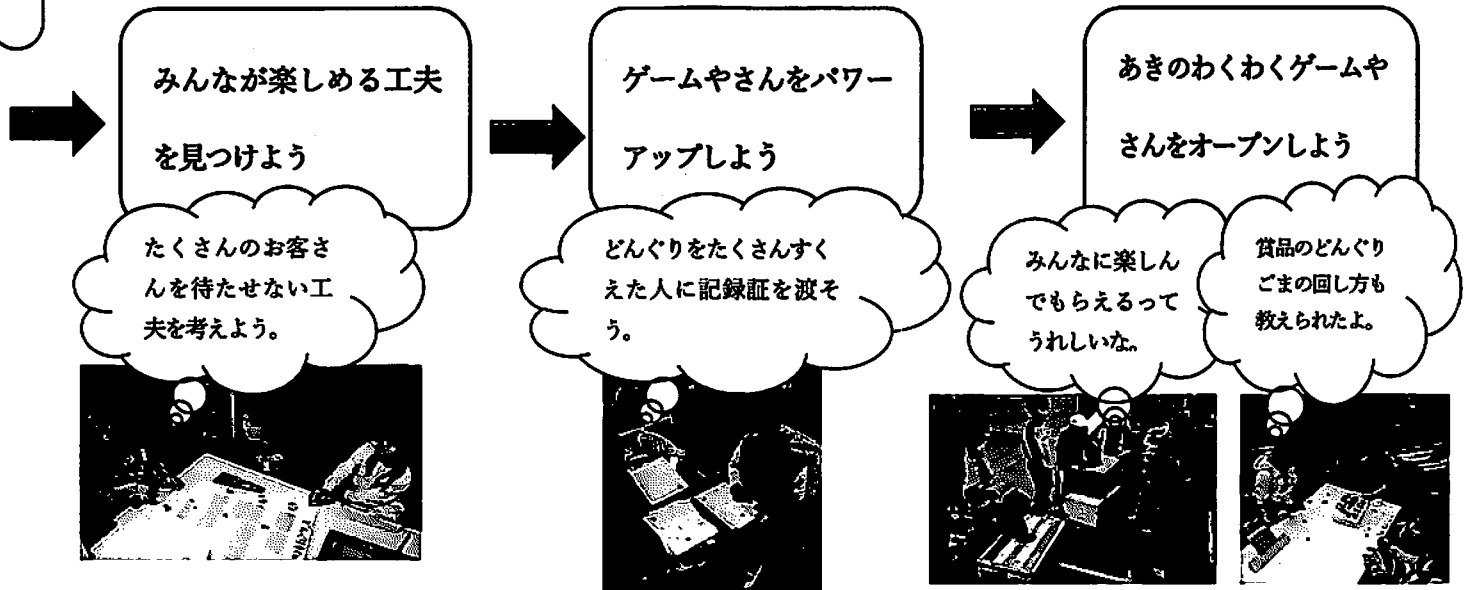 みんなが楽しめる工夫
を見つけよう
たくさんのお客さ
んを待たせない工
夫を考えよう。
ゲームやさんをパワー
アップしよう
どんぐりをたくさんすく
えた人に記録証を渡そ
う。
あきのわくわくゲームや
さんをオープンしよう
みんなに楽しん
でもらえるって
うれしいな。
賞品のどんぐり
ごまの回し方も
教えられたよ。